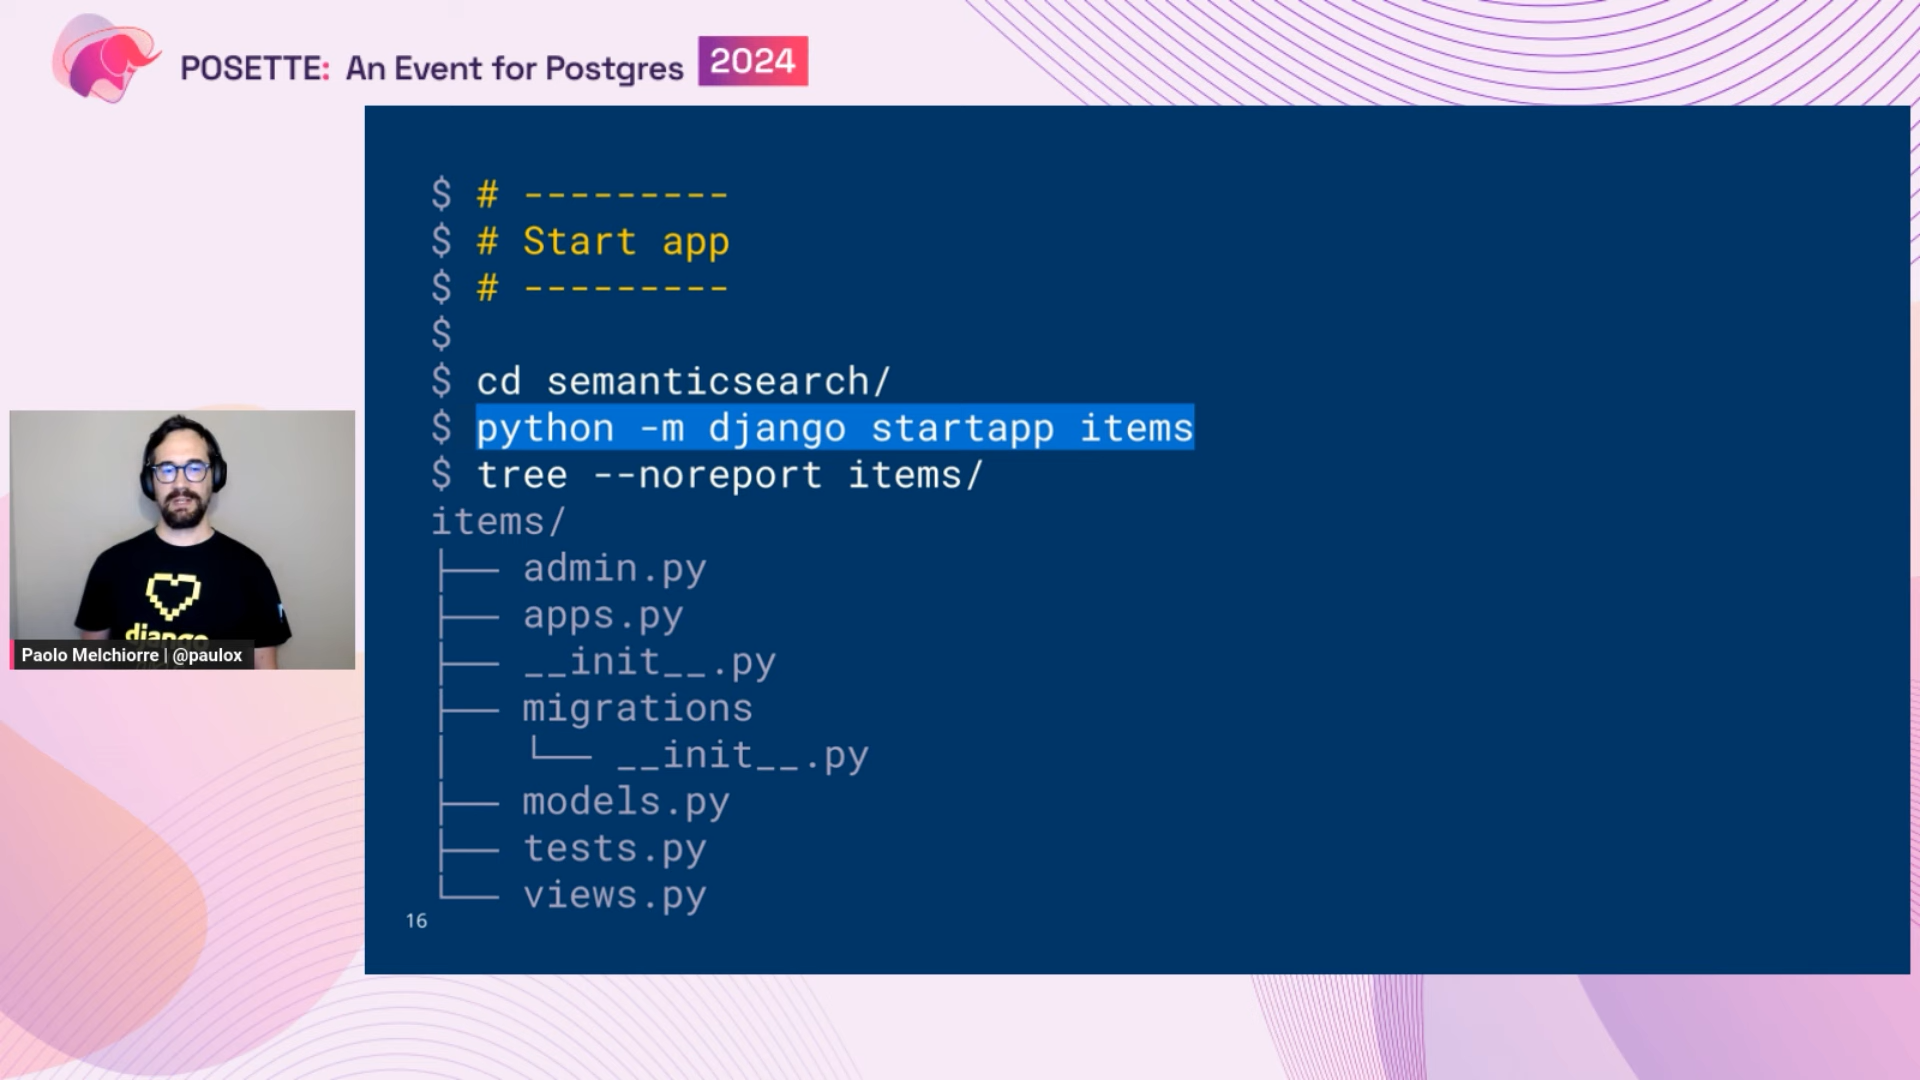 POSETTE: An Event for Postgres 2024
$ # ---------
$ # Start app
$ # ---------
$
$ cd semanticsearch/
$ python -m django startapp items
$ tree --noreport items/
items/
├── admin.py
├── apps.py
├── __init__.py
├── migrations
│   └── __init__.py
├── models.py
├── tests.py
└── views.py
16
django
Paolo Melchiorre | @paulox